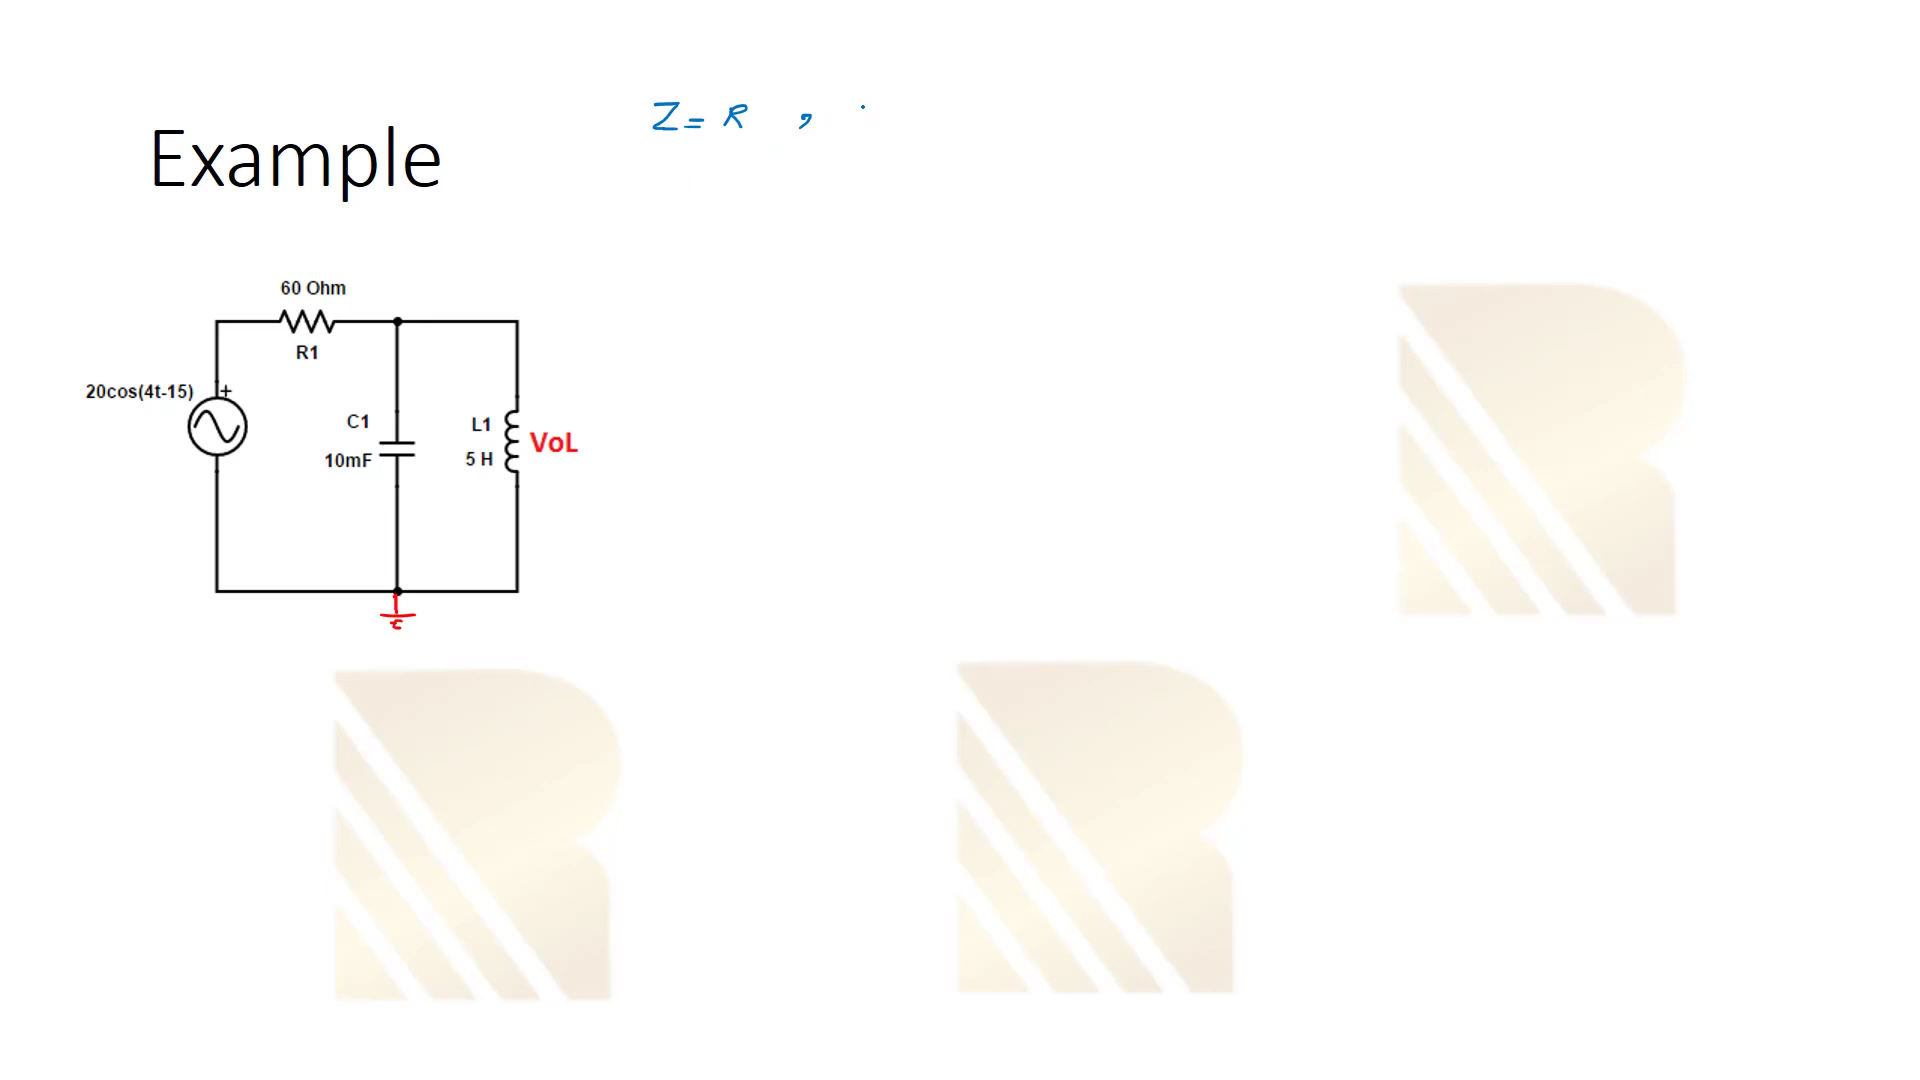 Z = R ,
Example
60 Ohm
R1
20cos(4t-15)
+
C1
10mF
L1
5 H
VoL